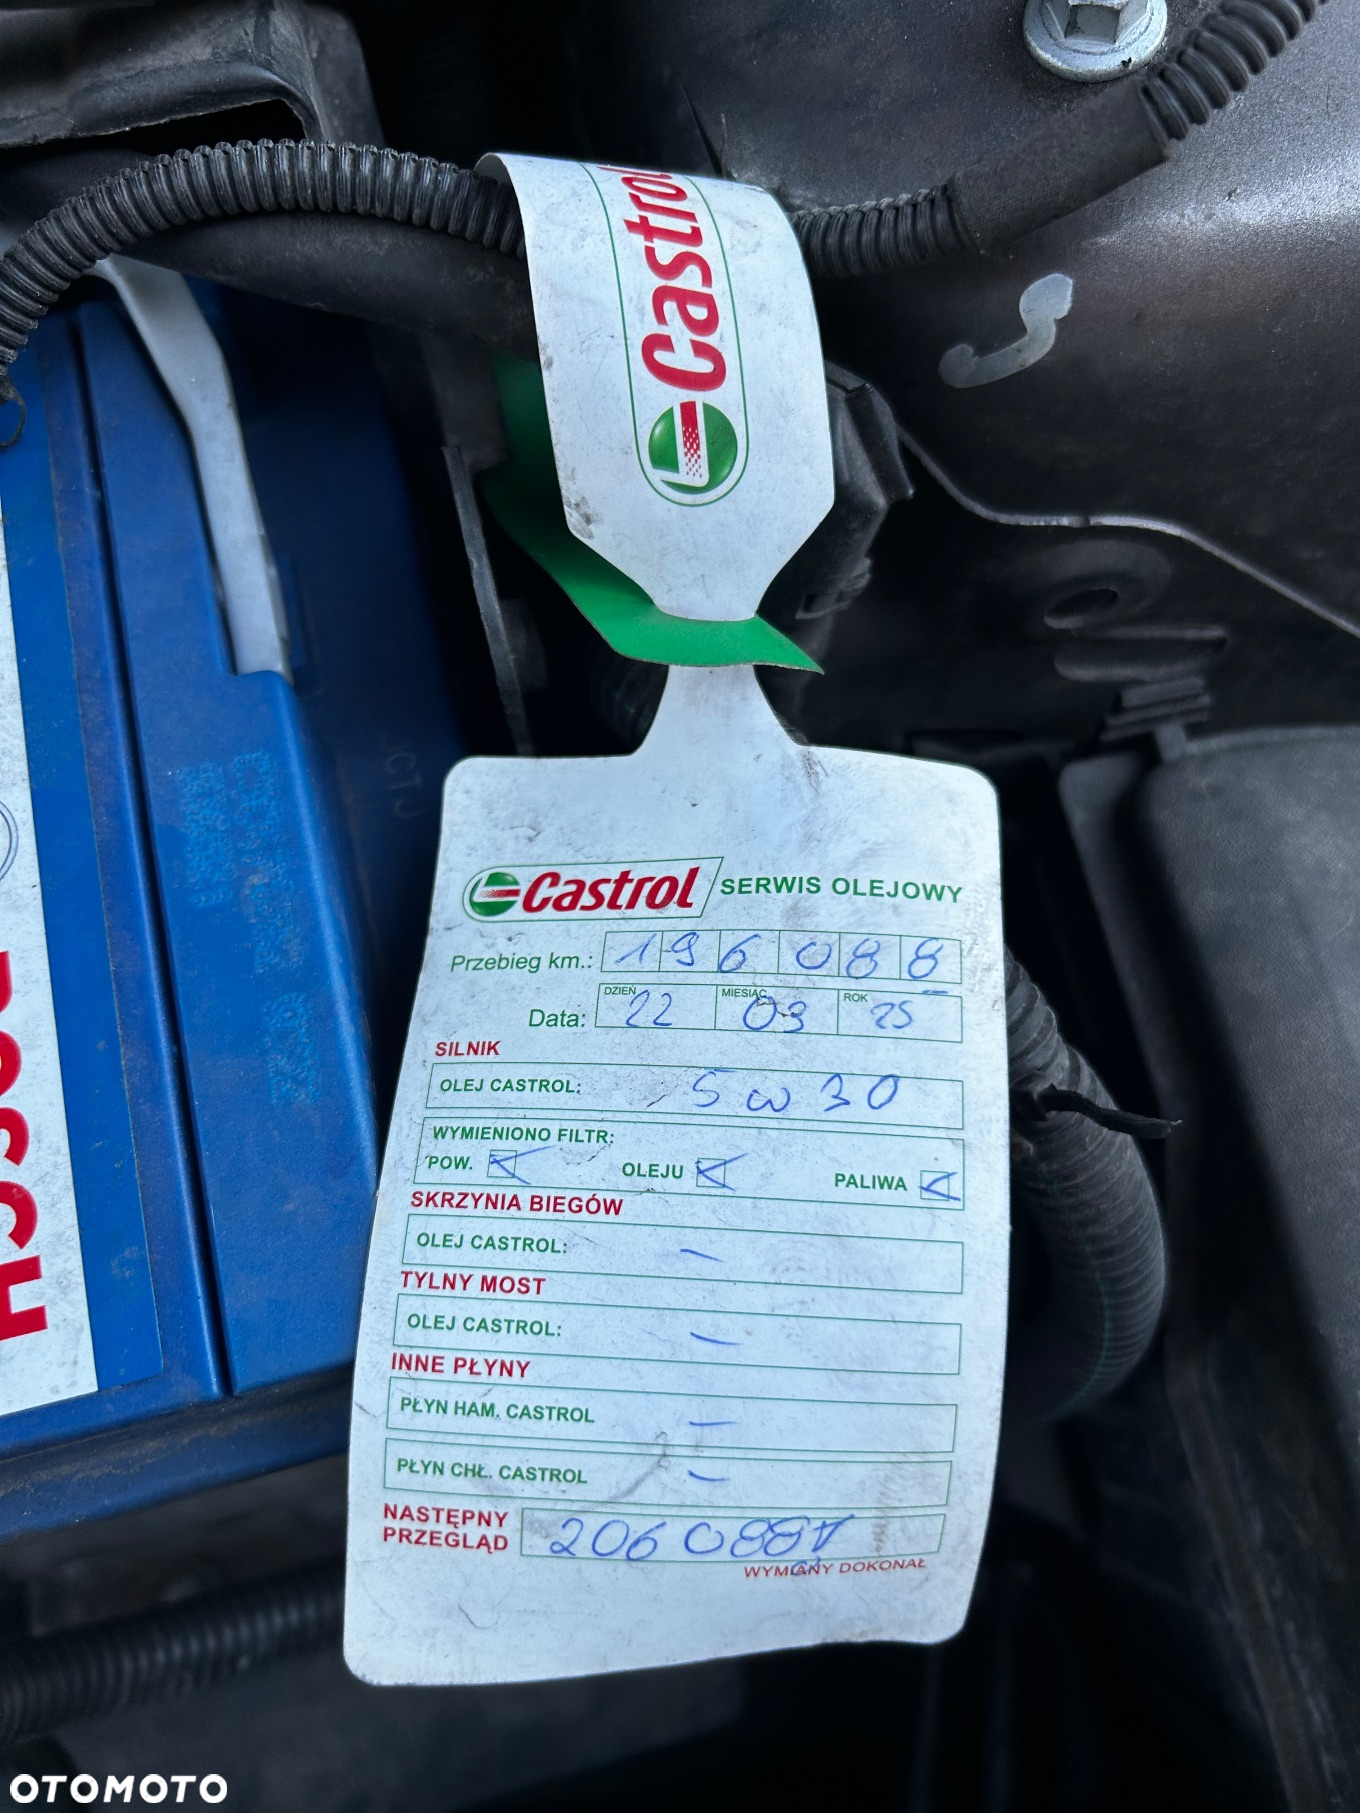 Castrol
Castrol SERWIS OLEJOWY
Przebieg km.: 196088
DZIEŃ MIESIĄC ROK
Data: 22 03 25
SILNIK
OLEJ CASTROL: 5W30
WYMIENIONO FILTR:
POW. OLEJU PALIWA
SKRZYNIA BIEGÓW
OLEJ CASTROL: —
TYLNY MOST
OLEJ CASTROL: —
INNE PŁYNY
PŁYN HAM. CASTROL —
PŁYN CHŁ. CASTROL —
NASTĘPNY
PRZEGLĄD 206088
WYMIANY DOKONAŁ
OTOMOTO